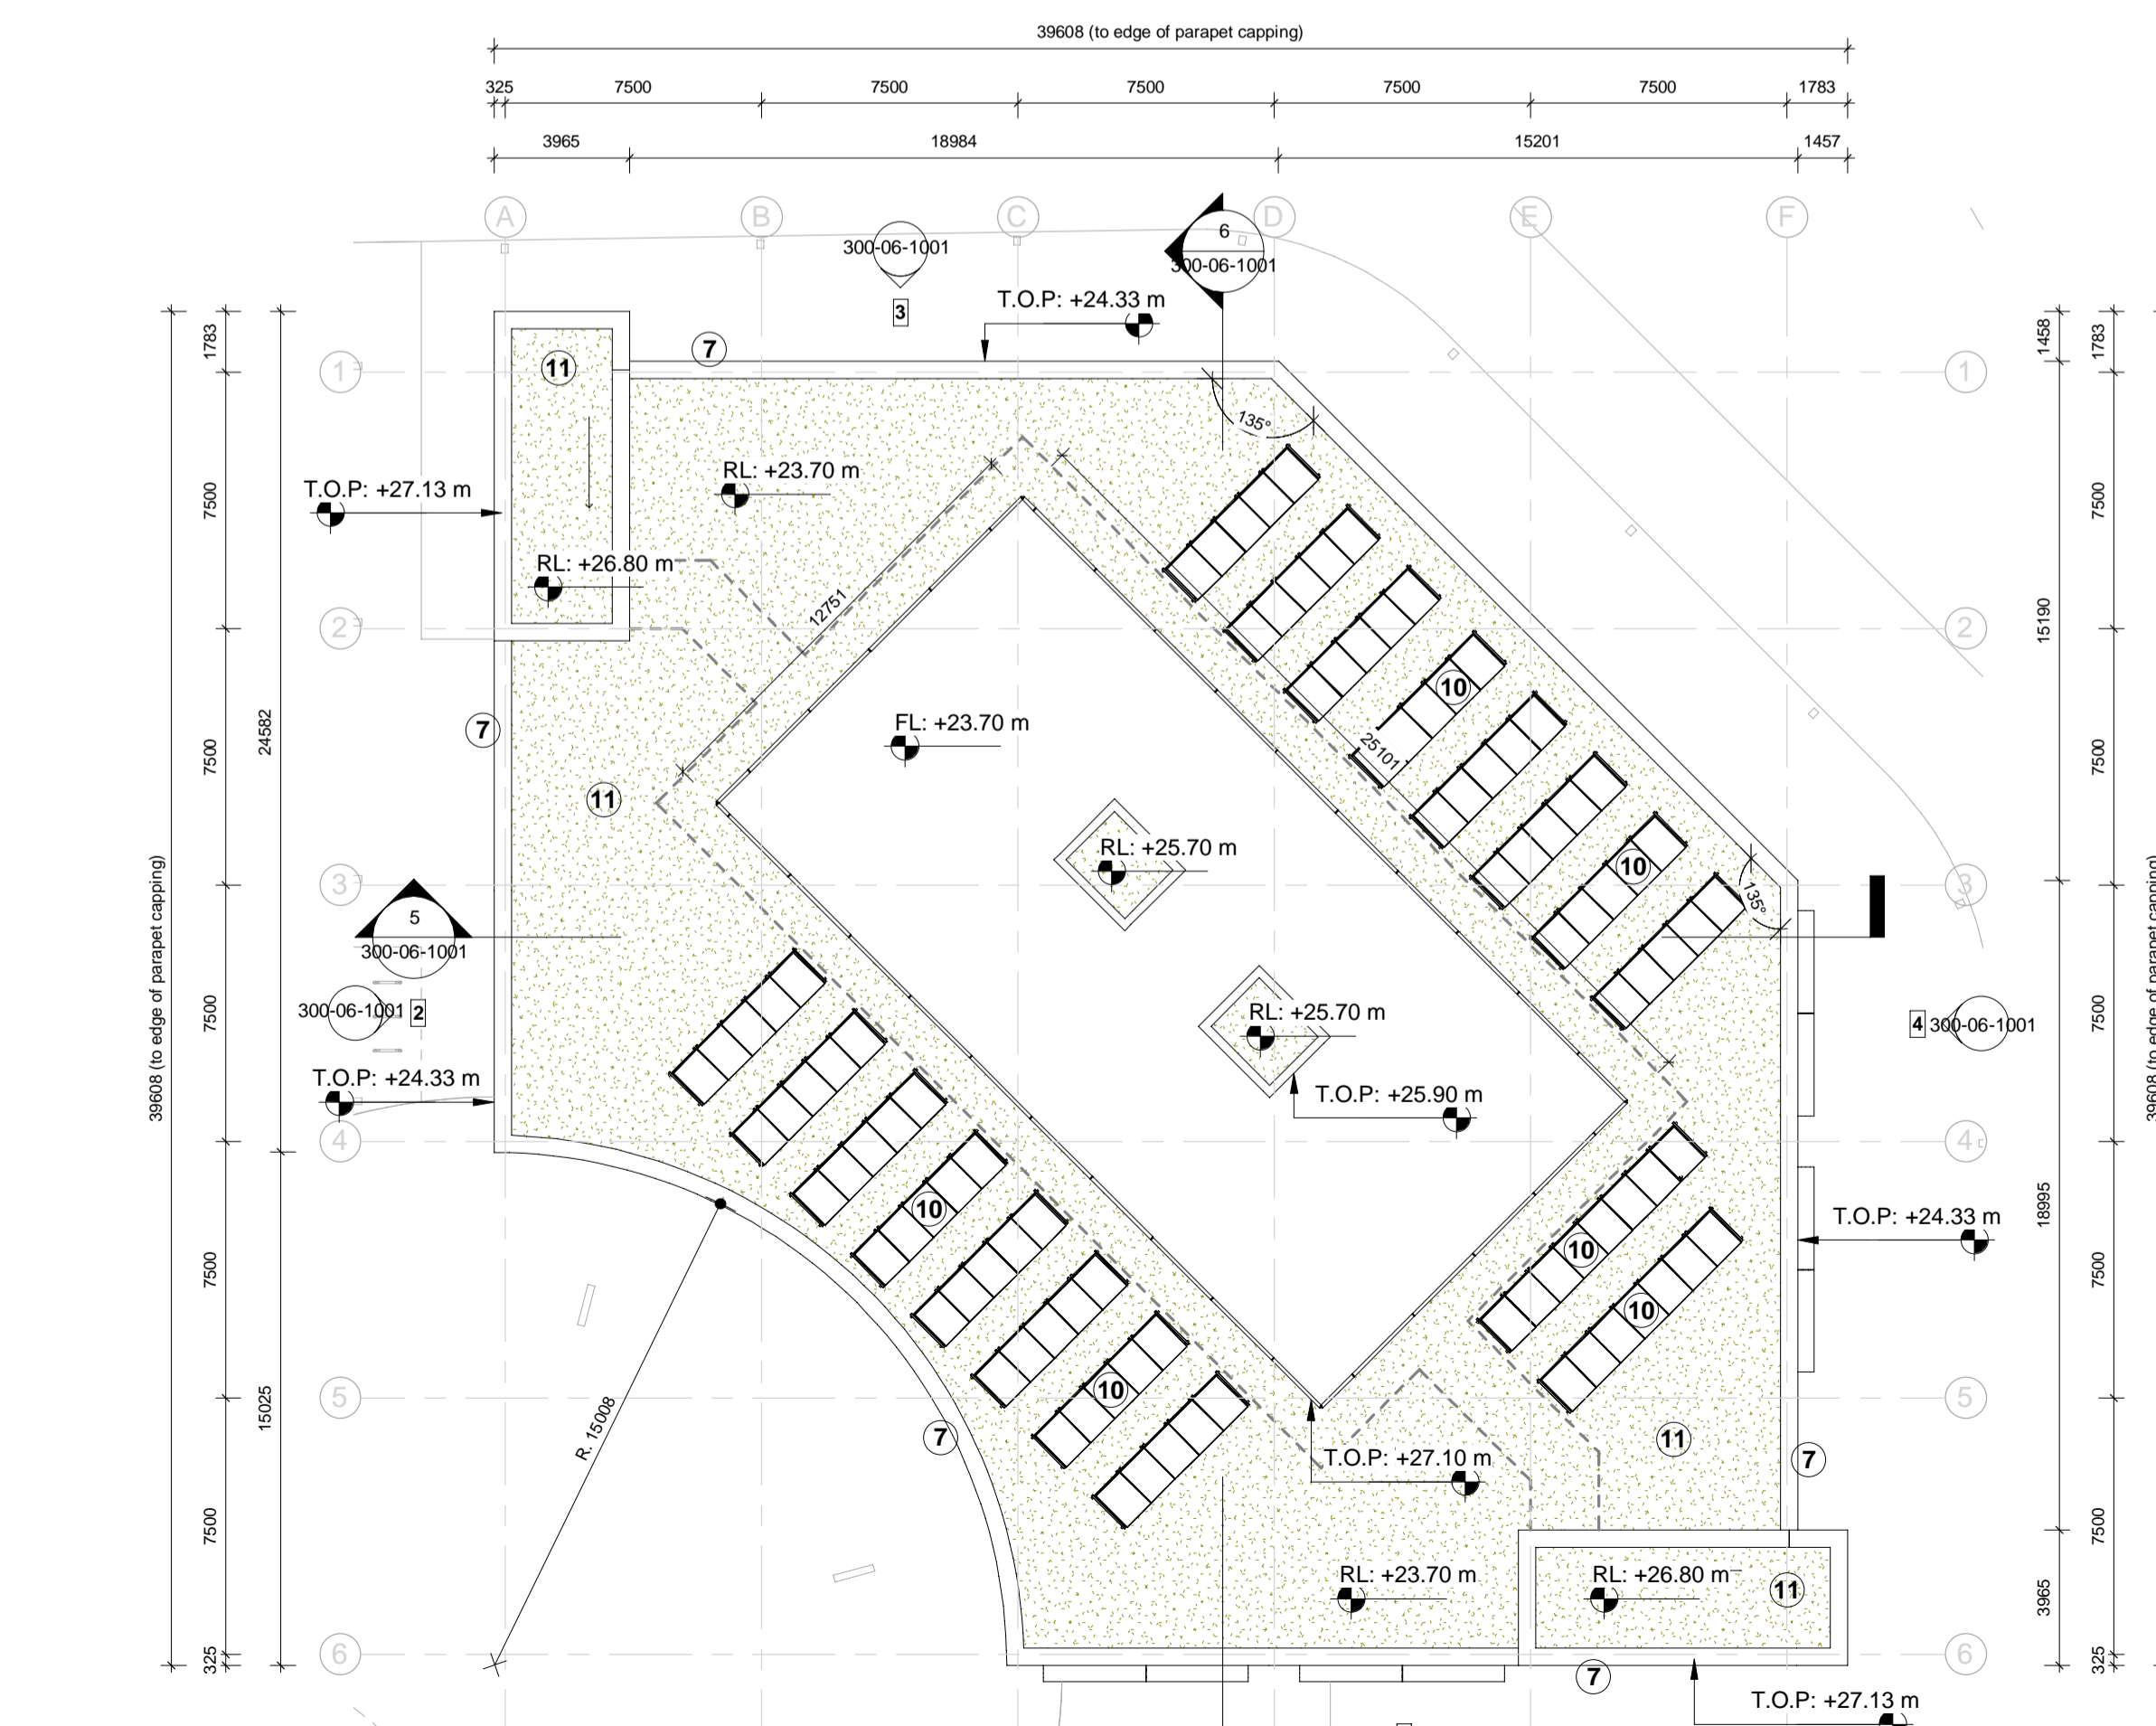 39608 (to edge of parapet capping)
325 7500 7500 7500 7500 7500 1783
3965 18984 15201 1457
A B C D E F
300-06-1001
3
6
300-06-1001
T.O.P: +24.33 m
7
1
11
135°
1
1783
1458
1783
T.O.P: +27.13 m
RL: +23.70 m
7500
7500
RL: +26.80 m
12751
15190
2
2
10
7
FL: +23.70 m
25101
7500
24582
7500
11
RL: +25.70 m
10
3
3
135°
39608 (to edge of parapet capping)
39608 (to edge of parapet capping)
5
300-06-1001
300-06-1001
2
RL: +25.70 m
4
300-06-1001
7500
7500
T.O.P: +24.33 m
T.O.P: +25.90 m
4
4
10
T.O.P: +24.33 m
18995
10
10
7500
7500
10
5
5
15025
R. 15008
7
11
7
T.O.P: +27.10 m
7500
7500
RL: +23.70 m
RL: +26.80 m
11
3965
6
6
325
325
7
T.O.P: +27.13 m